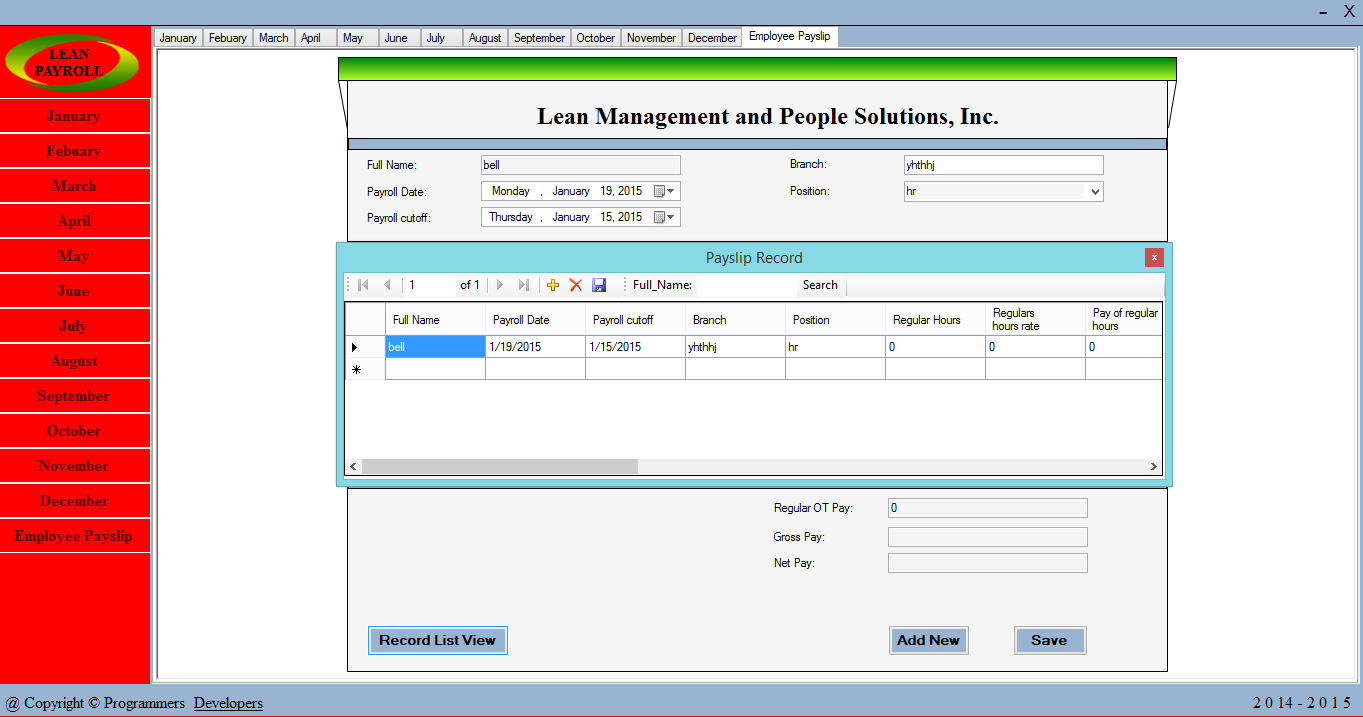 – X
LEAN
PAYROLL
January Febuary March April May June July August September October November December Employee Payslip
January
Febuary
March
April
May
June
July
August
September
October
November
December
Employee Payslip
Lean Management and People Solutions, Inc.
Full Name: bell Branch: yhthhj
Payroll Date: Monday , January 19, 2015 Position: hr
Payroll cutoff: Thursday , January 15, 2015
Payslip Record x
1 of 1 Full_Name: Search
Full Name Payroll Date Payroll cutoff Branch Position Regular Hours Regulars hours rate Pay of regular hours
bell 1/19/2015 1/15/2015 yhthhj hr 0 0 0
Regular OT Pay: 0
Gross Pay:
Net Pay:
Record List View Add New Save
@ Copyright © Programmers Developers 2 0 14 - 2 0 1 5